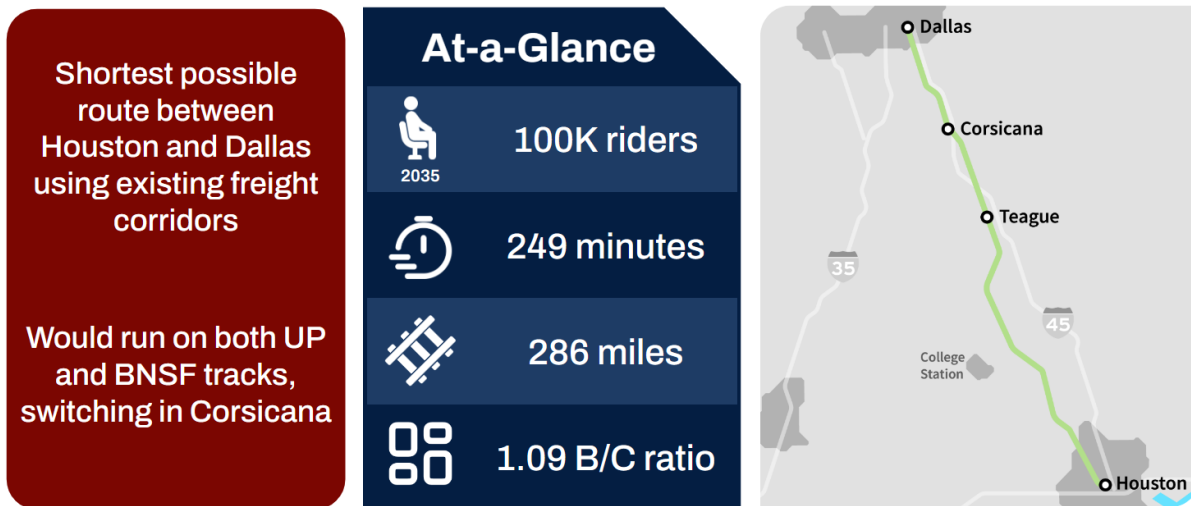 Shortest possible
route between
Houston and Dallas
using existing freight
corridors
Would run on both UP
and BNSF tracks,
switching in Corsicana
At-a-Glance
2035
100K riders
249 minutes
286 miles
1.09 B/C ratio
Dallas
Corsicana
Teague
35
45
College
Station
Houston